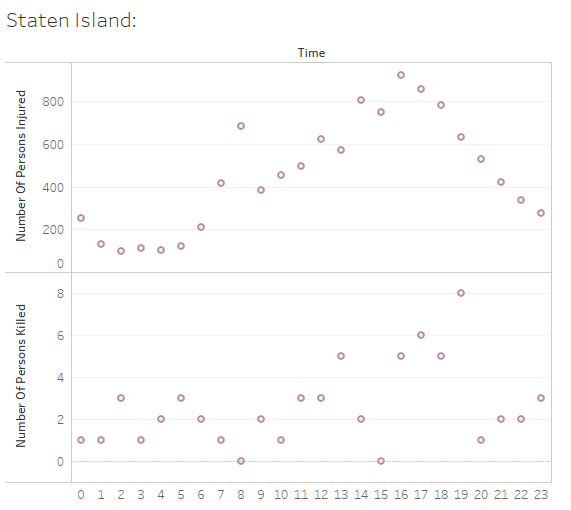 Staten Island:
Time
Number Of Persons Injured
800
600
400
200
0
Number Of Persons Killed
8
6
4
2
0
0 1 2 3 4 5 6 7 8 9 10 11 12 13 14 15 16 17 18 19 20 21 22 23